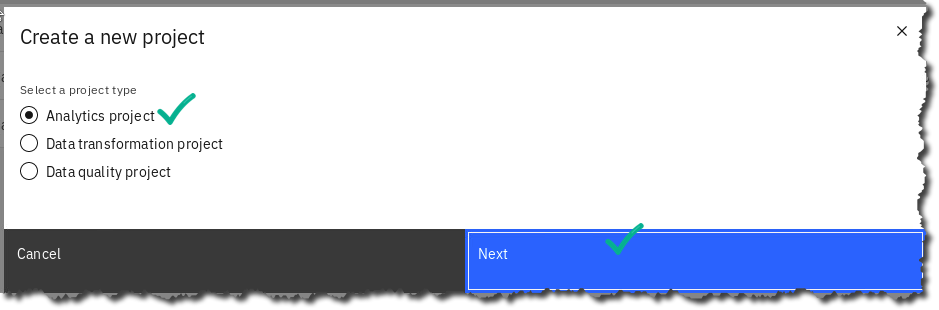 Create a new project
Select a project type
Analytics project
Data transformation project
Data quality project
Cancel
Next